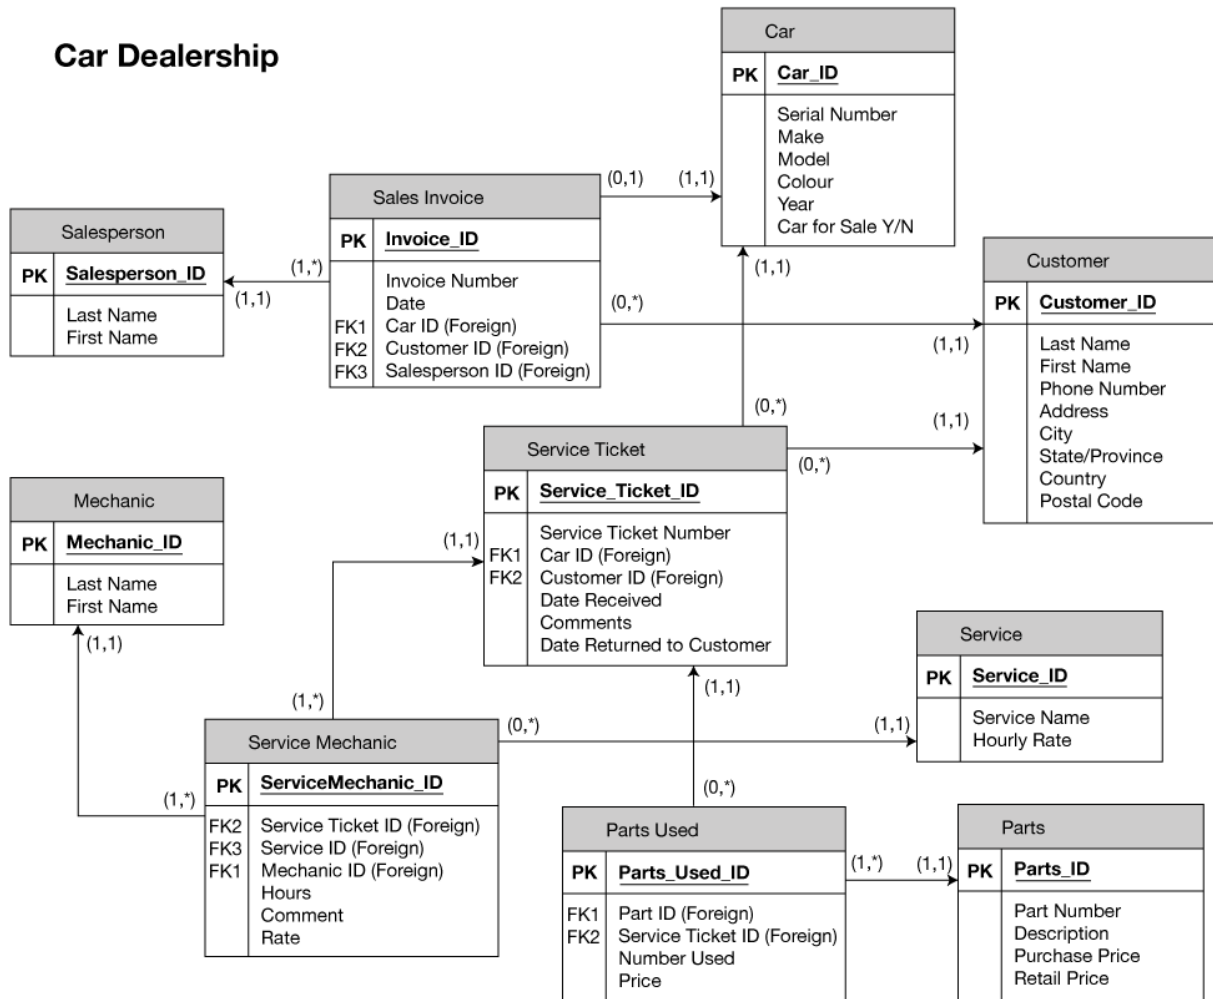 Car Dealership
Car
PK Car_ID
Serial Number
Make
Model
Colour
Year
Car for Sale Y/N
(0,1) (1,1)
Sales Invoice
PK Invoice_ID
Invoice Number
Date
FK1 Car ID (Foreign)
FK2 Customer ID (Foreign)
FK3 Salesperson ID (Foreign)
Salesperson
PK Salesperson_ID
Last Name
First Name
(1,*)
(1,1)
(1,1)
(0,*)
(1,1)
Customer
PK Customer_ID
Last Name
First Name
Phone Number
Address
City
State/Province
Country
Postal Code
(0,*)
(1,1)
(0,*)
Service Ticket
PK Service_Ticket_ID
Service Ticket Number
FK1 Car ID (Foreign)
FK2 Customer ID (Foreign)
Date Received
Comments
Date Returned to Customer
Mechanic
PK Mechanic_ID
Last Name
First Name
(1,1)
(1,1)
(1,*)
(1,*)
Service
PK Service_ID
Service Name
Hourly Rate
(1,1)
(0,*)
(1,1)
Service Mechanic
PK ServiceMechanic_ID
FK2 Service Ticket ID (Foreign)
FK3 Service ID (Foreign)
FK1 Mechanic ID (Foreign)
Hours
Comment
Rate
(0,*)
Parts Used
PK Parts_Used_ID
FK1 Part ID (Foreign)
FK2 Service Ticket ID (Foreign)
Number Used
Price
(1,*) (1,1)
Parts
PK Parts_ID
Part Number
Description
Purchase Price
Retail Price